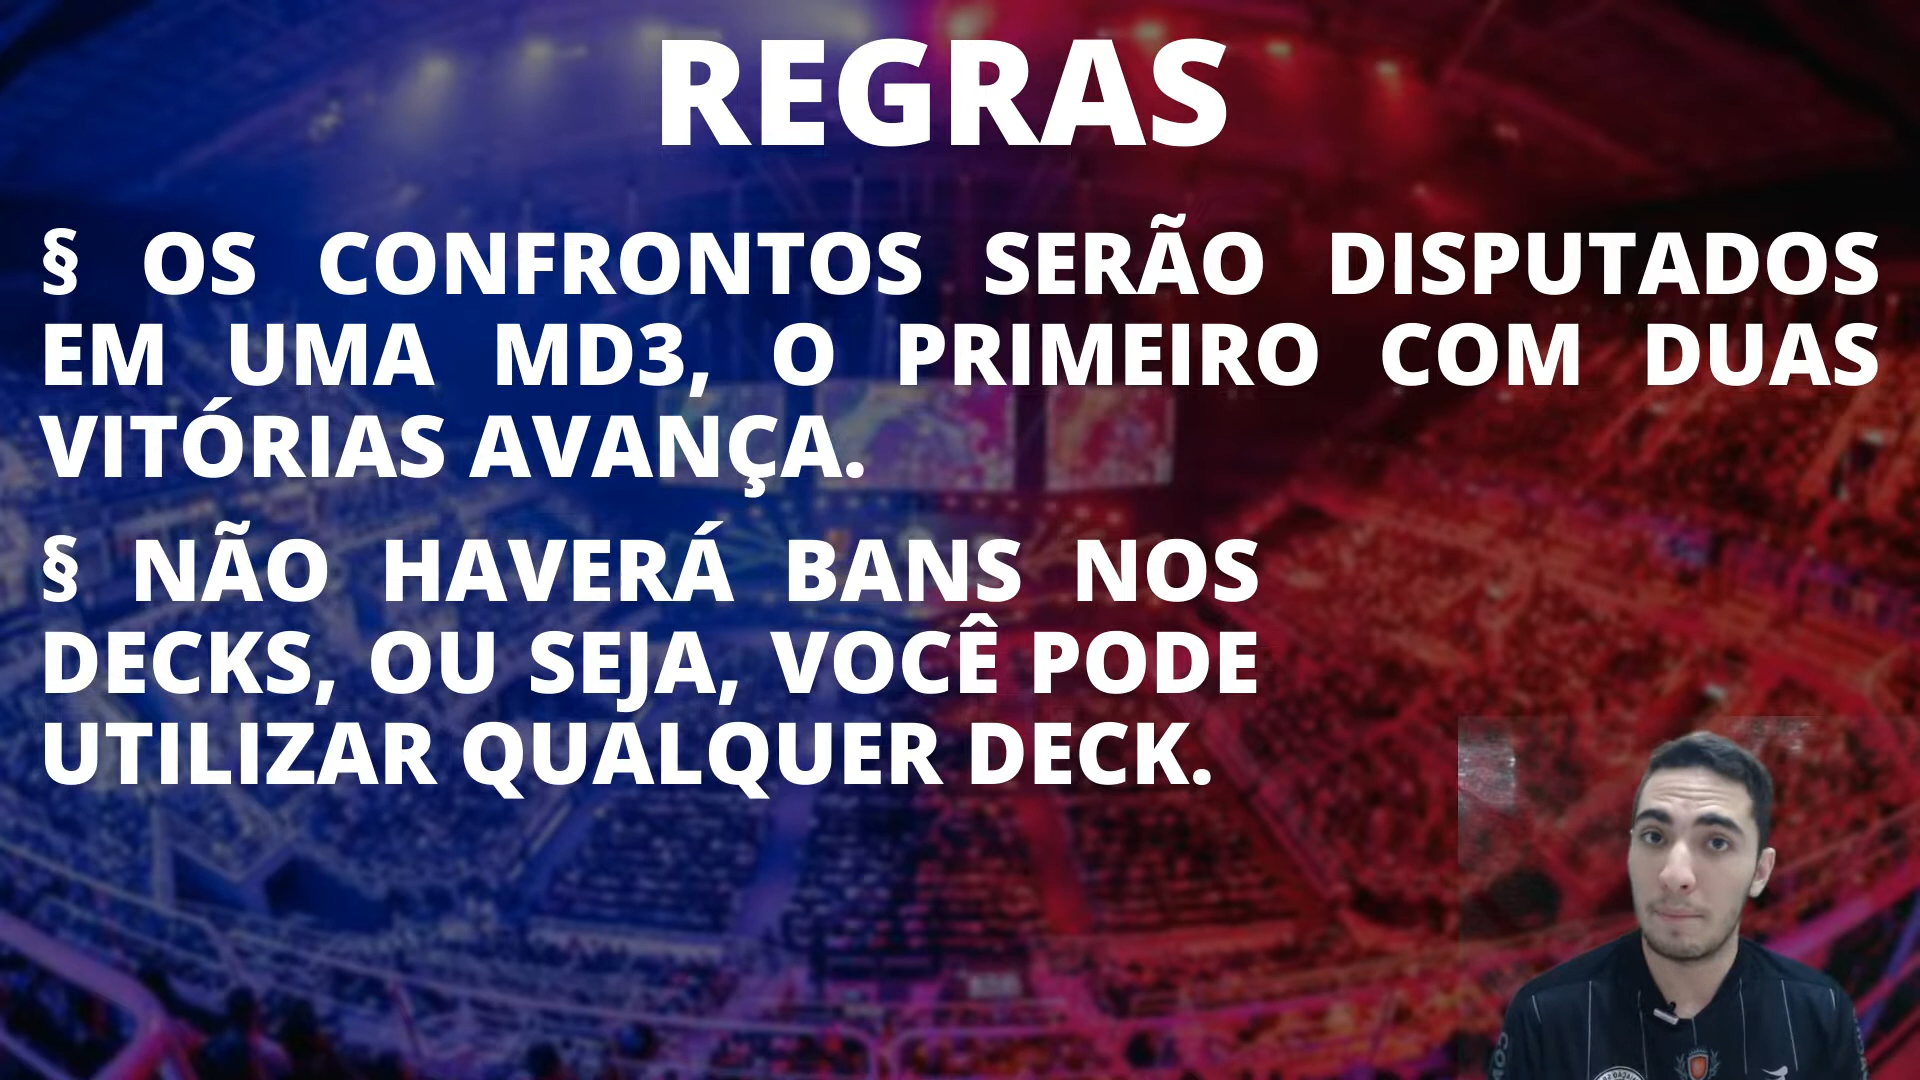 REGRAS
§ OS CONFRONTOS SERÃO DISPUTADOS
EM UMA MD3, O PRIMEIRO COM DUAS
VITÓRIAS AVANÇA.
§ NÃO HAVERÁ BANS NOS
DECKS, OU SEJA, VOCÊ PODE
UTILIZAR QUALQUER DECK.